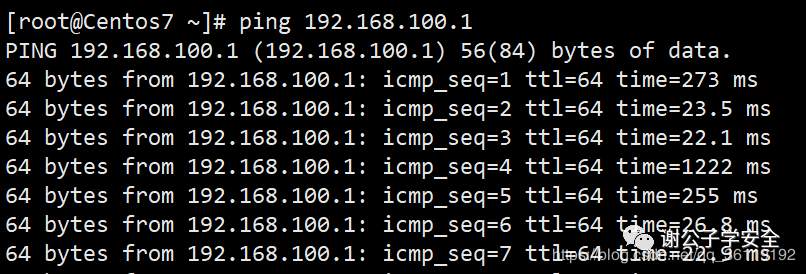 [root@Centos7 ~]# ping 192.168.100.1
PING 192.168.100.1 (192.168.100.1) 56(84) bytes of data.
64 bytes from 192.168.100.1: icmp_seq=1 ttl=64 time=273 ms
64 bytes from 192.168.100.1: icmp_seq=2 ttl=64 time=23.5 ms
64 bytes from 192.168.100.1: icmp_seq=3 ttl=64 time=22.1 ms
64 bytes from 192.168.100.1: icmp_seq=4 ttl=64 time=1222 ms
64 bytes from 192.168.100.1: icmp_seq=5 ttl=64 time=255 ms
64 bytes from 192.168.100.1: icmp_seq=6 ttl=64 time=26.8 ms
谢公子学安全
64 bytes from 192.168.100.1: icmp_seq=7 ttl=64 ms